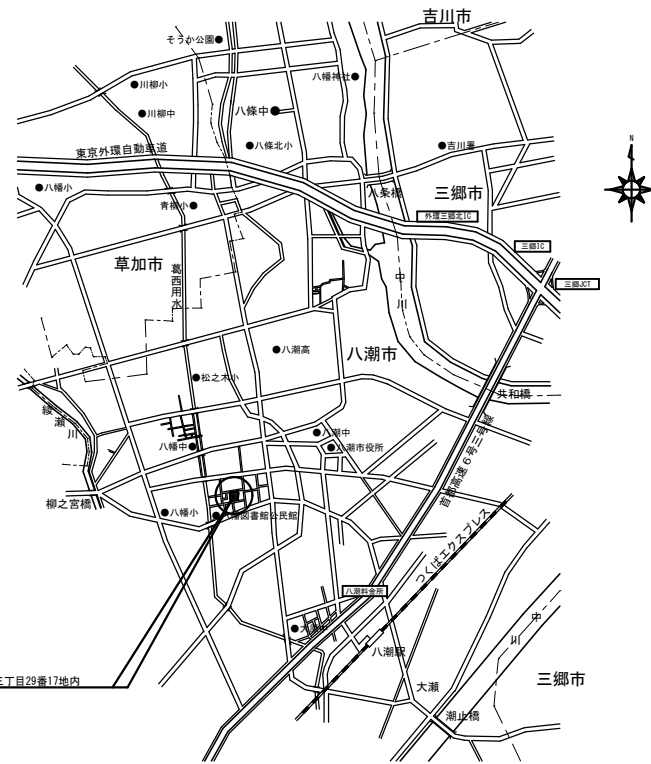 吉川市
そうか公園
八幡神社
川柳小
川柳中
八條中
東京外環自動車道
八條北小
吉川署
N
八幡小
青柳小
八条橋
三郷市
外環三郷北IC
三郷IC
草加市
葛西用水
中川
三郷JCT
八潮高
八潮市
松之木小
共和橋
綾瀬川
八幡中
八潮中
八潮市役所
首都高速6号三郷線
柳之宮橋
八幡小
八幡図書館公民館
つくばエクスプレス
八潮料金所
中川
八潮駅
三丁目29番17地内
大瀬
三郷市
潮止橋